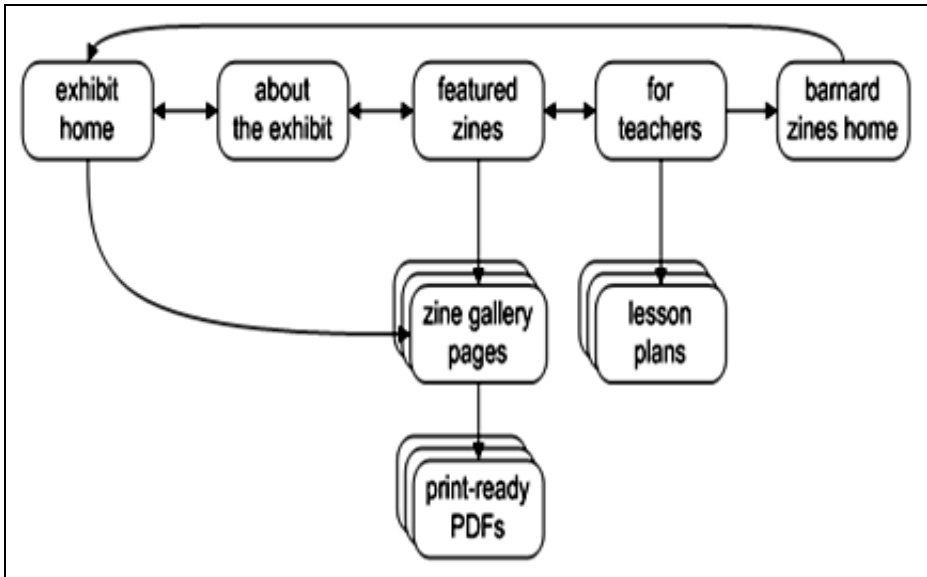 exhibit
home
about
the exhibit
featured
zines
for
teachers
barnard
zines home
zine gallery
pages
lesson
plans
print-ready
PDFs